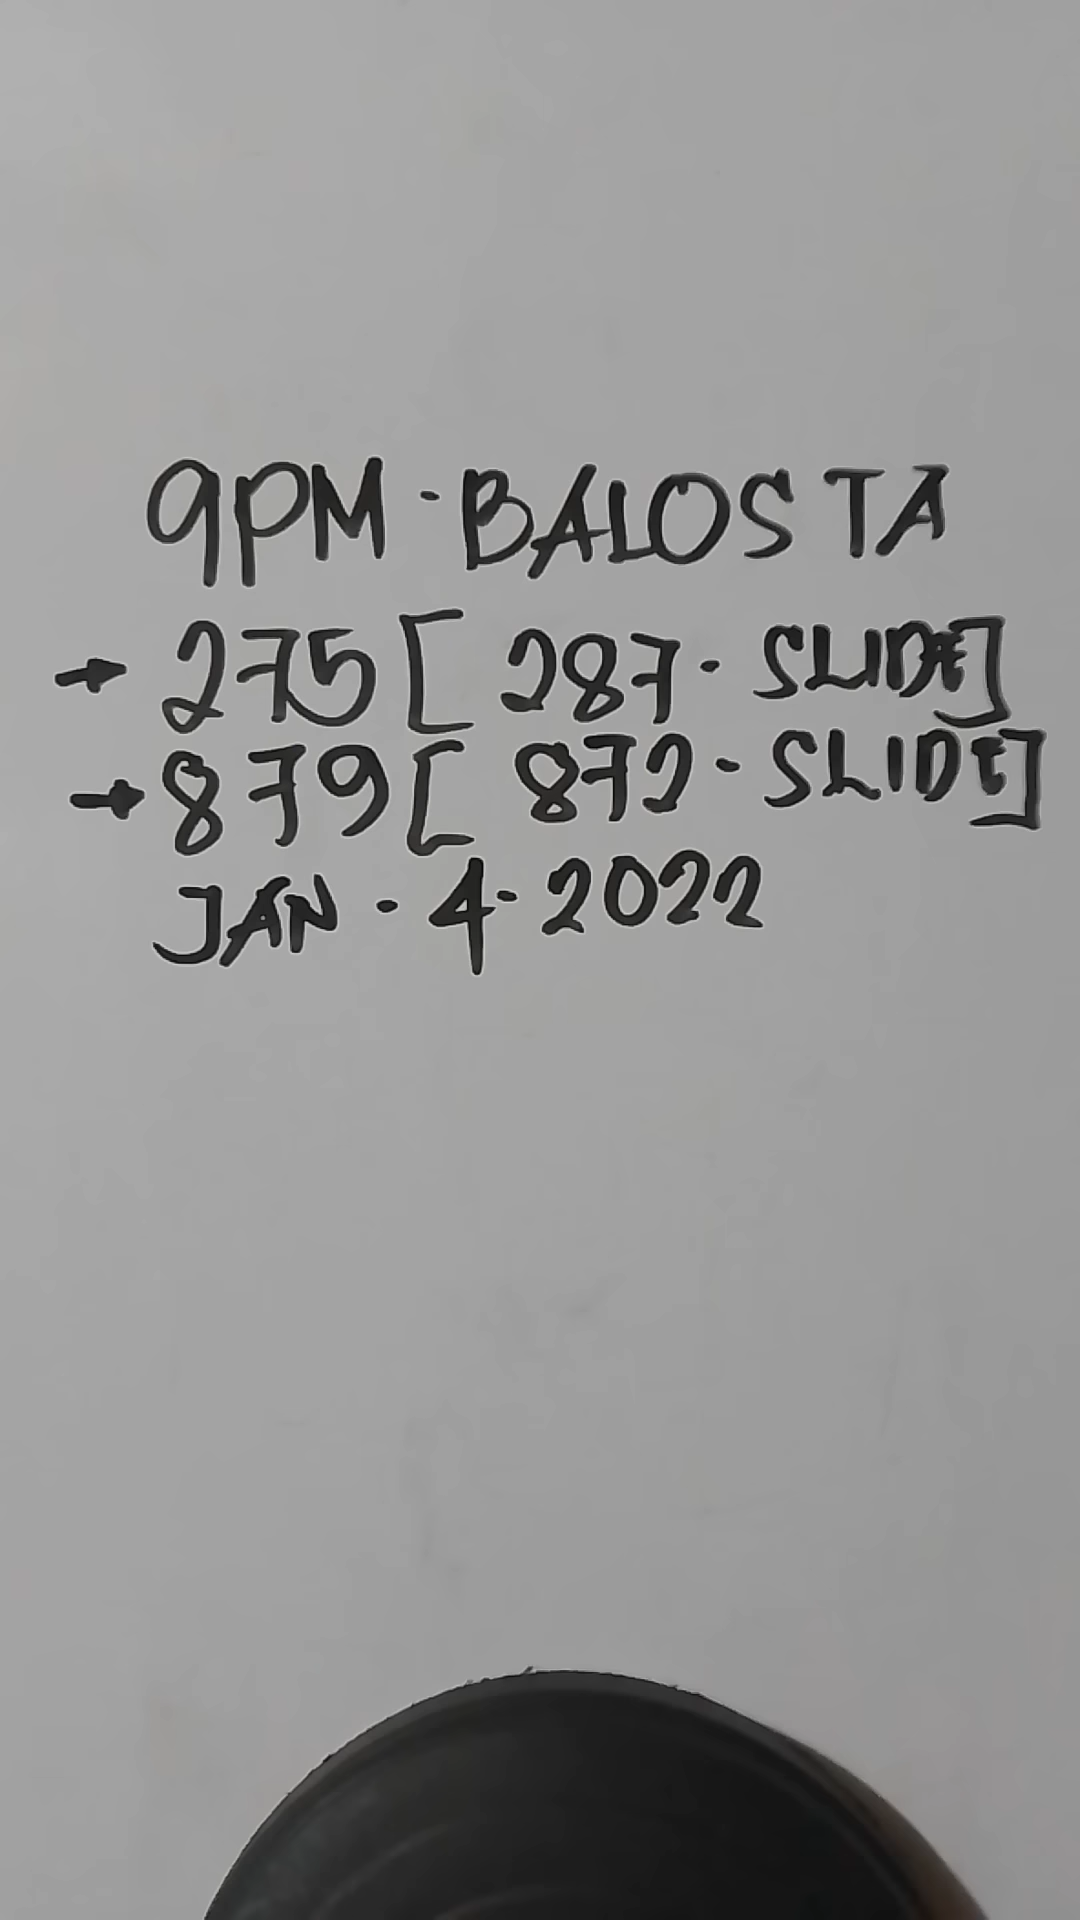 9PM · BALOSTA
→ 275 [ 287 · SLIDE]
→ 879 [ 872 - SLIDE]
JAN · 4 · 2022